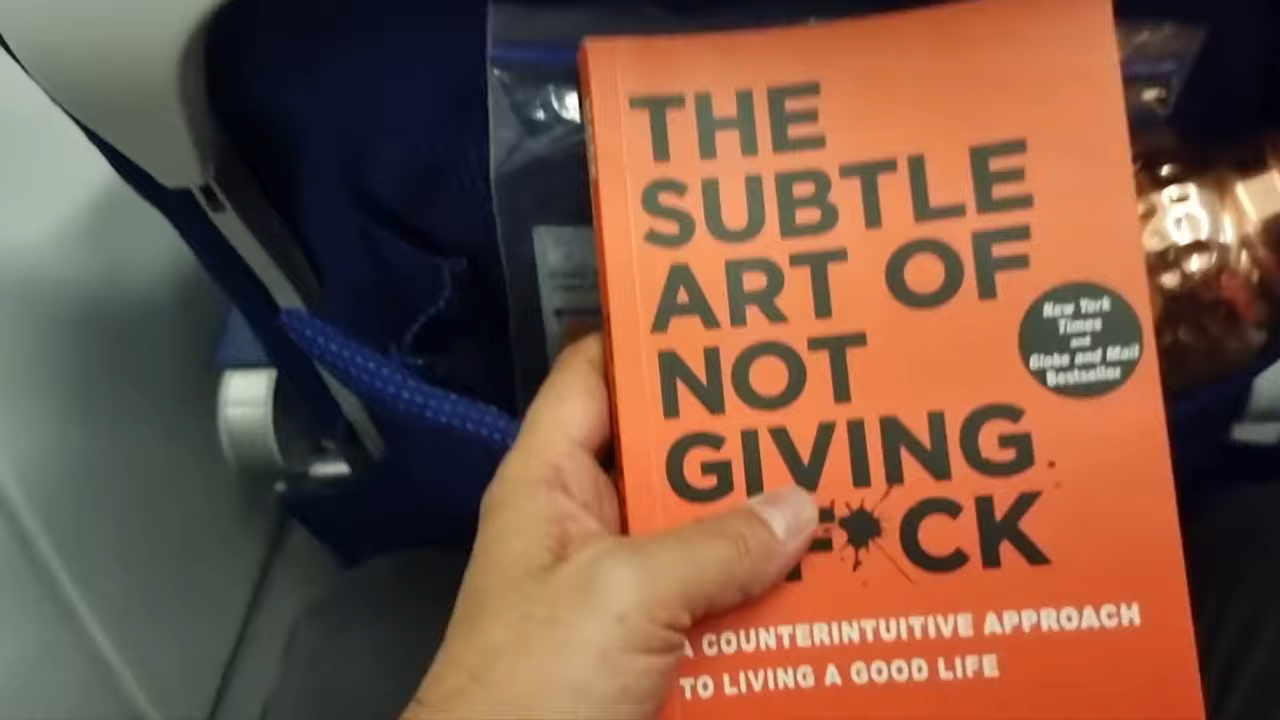 THE
SUBTLE
ART OF
NOT
GIVING
F*CK
New York
Times
and
Globe and Mail
Bestseller
A COUNTERINTUITIVE APPROACH
TO LIVING A GOOD LIFE